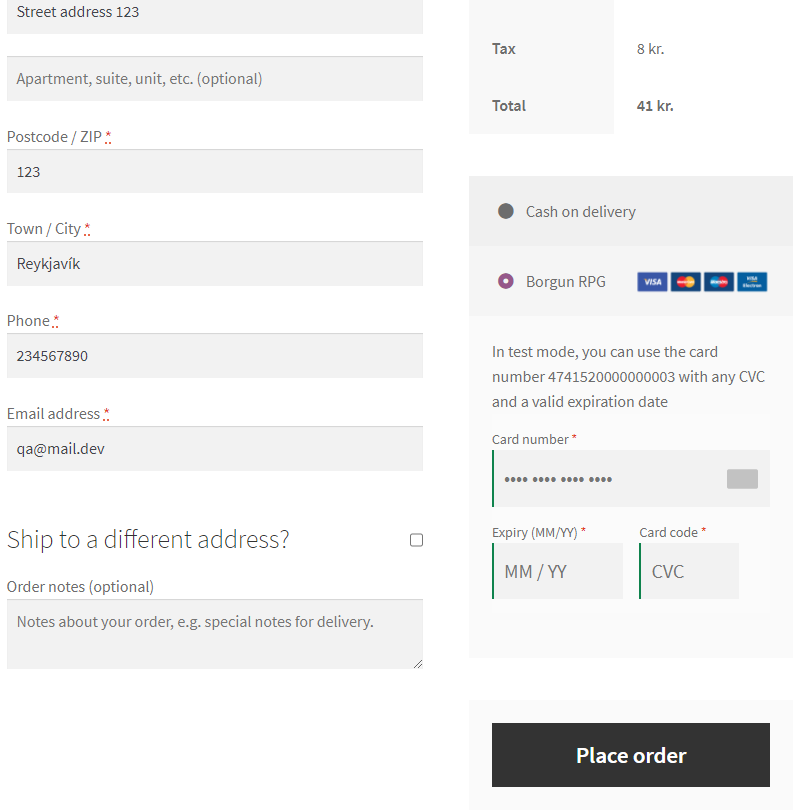 Street address 123
Apartment, suite, unit, etc. (optional)
Postcode / ZIP *
123
Town / City *
Reykjavík
Phone *
234567890
Email address *
qa@mail.dev
Ship to a different address?
Order notes (optional)
Notes about your order, e.g. special notes for delivery.
Tax 8 kr.
Total 41 kr.
Cash on delivery
Borgun RPG VISA MasterCard Maestro VISA Electron
In test mode, you can use the card
number 4741520000000003 with any CVC
and a valid expiration date
Card number *
•••• •••• •••• ••••
Expiry (MM/YY) * Card code *
MM / YY CVC
Place order